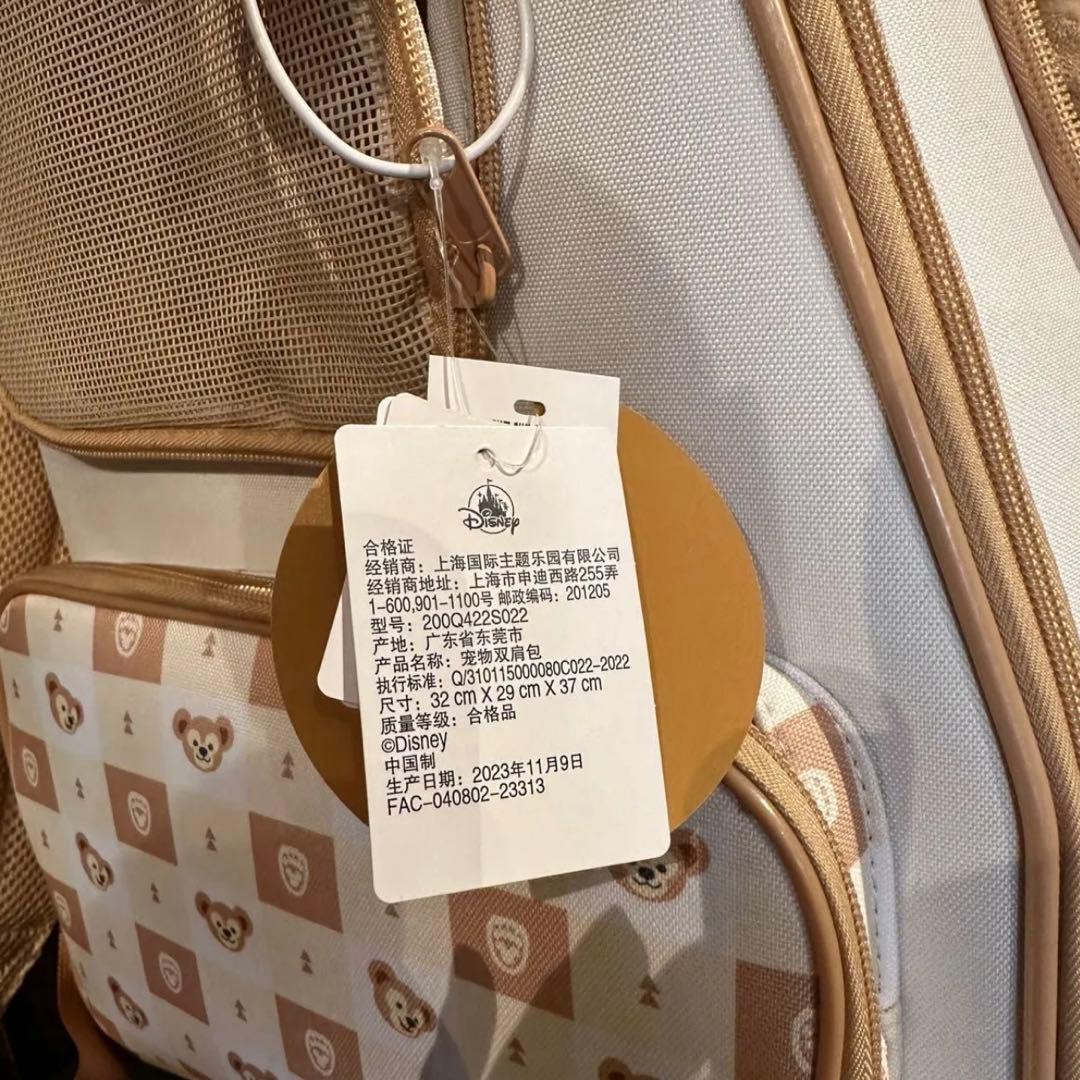 Disney
合格证
经销商：上海国际主题乐园有限公司
经销商地址：上海市申迪西路255弄
1-600,901-1100号 邮政编码：201205
型号：200Q422S022
产地：广东省东莞市
产品名称：宠物双肩包
执行标准：Q/310115000080C022-2022
尺寸：32 cm X 29 cm X 37 cm
质量等级：合格品
©Disney
中国制
生产日期：2023年11月9日
FAC-040802-23313